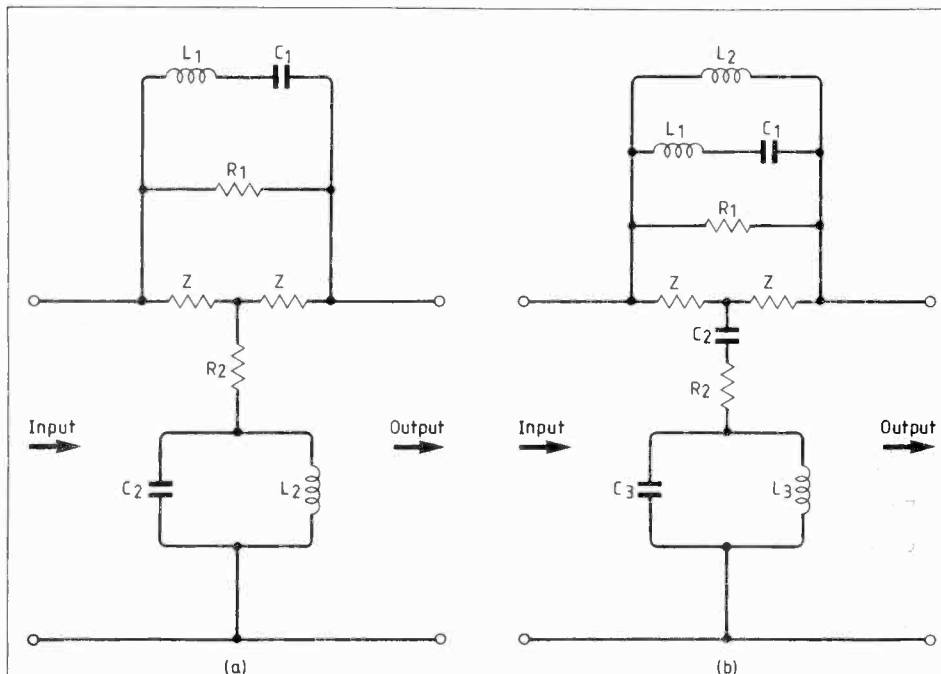 L1
C1
R1
Z
Z
R2
Input
Output
C2
L2
(a)
L2
L1
C1
R1
Z
Z
C2
R2
Input
Output
C3
L3
(b)